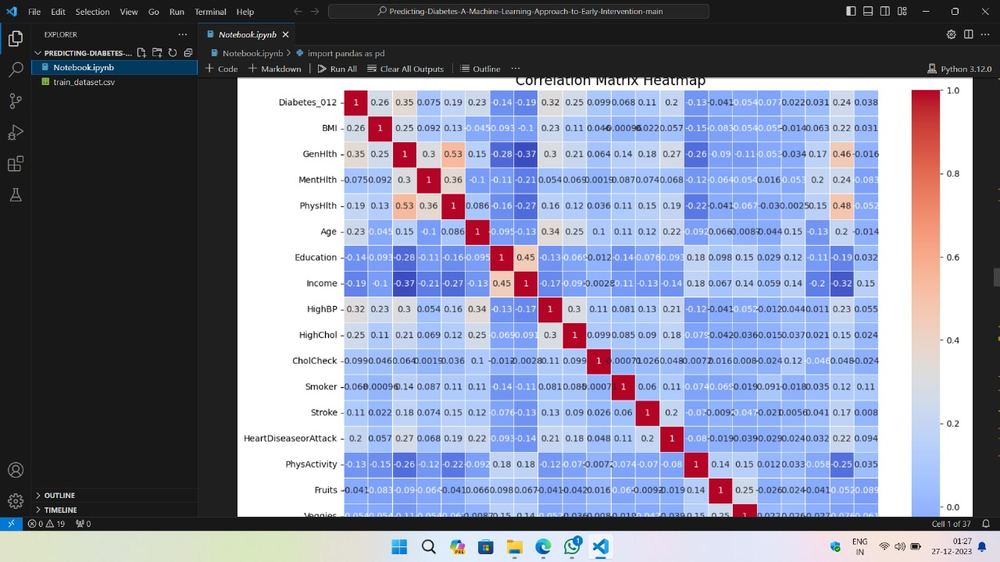 File Edit Selection View Go Run Terminal Help
Predicting-Diabetes-A-Machine-Learning-Approach-to-Early-Intervention-main
EXPLORER
PREDICTING-DIABETES-...
Notebook.ipynb
train_dataset.csv
Notebook.ipynb
Notebook.ipynb > import pandas as pd
+ Code + Markdown Run All Clear All Outputs Outline ...
Python 3.12.0
Correlation Matrix Heatmap
Diabetes_012 1 0.26 0.35 0.075 0.19 0.23 -0.14 -0.19 0.32 0.25 0.099 0.068 0.11 0.2 -0.13 -0.041 -0.054 -0.077 0.022 0.031 0.24 0.038
BMI 0.26 1 0.25 0.092 0.13 -0.045 -0.093 -0.1 0.23 0.11 0.046 -0.00096 0.022 0.057 -0.15 -0.083 -0.054 -0.014 0.063 0.22 0.031
GenHlth 0.35 0.25 1 0.3 0.53 0.15 -0.28 -0.37 0.3 0.21 0.064 0.14 0.18 0.27 -0.26 -0.09 -0.11 -0.053 -0.034 0.17 0.46 -0.016
MentHlth 0.075 0.092 0.3 1 0.36 -0.1 -0.11 -0.21 0.054 0.069 0.0019 0.087 0.074 0.068 -0.12 -0.064 -0.054 0.016 -0.053 0.2 0.24 -0.083
PhysHlth 0.19 0.13 0.53 0.36 1 0.086 -0.16 -0.27 0.16 0.12 0.036 0.11 0.15 0.19 -0.22 -0.041 -0.067 -0.03 -0.0025 0.15 0.48 -0.052
Age 0.23 -0.045 0.15 -0.1 0.086 1 -0.095 -0.13 0.34 0.25 0.1 0.11 0.12 0.22 -0.092 0.066 -0.0087 -0.044 0.15 -0.13 0.2 -0.014
Education -0.14 -0.093 -0.28 -0.11 -0.16 -0.095 1 0.45 -0.13 -0.069 -0.012 -0.14 -0.076 -0.093 0.18 0.098 0.15 0.029 0.12 -0.11 -0.19 0.032
Income -0.19 -0.1 -0.37 -0.21 -0.27 -0.13 0.45 1 -0.17 -0.0028 -0.11 -0.13 -0.14 0.18 0.067 0.14 0.059 0.14 -0.2 -0.32 0.15
HighBP 0.32 0.23 0.3 0.054 0.16 0.34 -0.13 -0.17 1 0.3 0.11 0.081 0.13 0.21 -0.12 -0.041 -0.052 -0.012 0.044 0.011 0.23 0.055
HighChol 0.25 0.11 0.21 0.069 0.12 0.25 -0.069 -0.091 0.3 1 0.099 0.085 0.09 0.18 -0.079 -0.042 -0.036 -0.015 0.037 0.021 0.15 0.024
CholCheck 0.099 0.046 0.064 0.0019 0.036 0.1 -0.012 -0.0028 0.11 0.099 1 -0.00071 0.026 0.048 -0.0072 0.016 0.008 -0.024 0.12 -0.046 0.048 -0.024
Smoker 0.068 -0.00096 0.14 0.087 0.11 0.11 -0.14 -0.11 0.081 0.085 -0.00071 1 0.06 0.11 -0.074 -0.069 -0.019 0.091 -0.018 0.035 0.12 0.11
Stroke 0.11 0.022 0.18 0.074 0.15 0.12 -0.076 -0.13 0.13 0.09 0.026 0.06 1 0.2 -0.07 -0.0092 -0.047 -0.021 0.0056 0.041 0.17 0.008
HeartDiseaseorAttack 0.2 0.057 0.27 0.068 0.19 0.22 -0.093 -0.14 0.21 0.18 0.048 0.11 0.2 1 -0.08 -0.019 -0.039 -0.029 0.024 0.032 0.22 0.094
PhysActivity -0.13 -0.15 -0.26 -0.12 -0.22 -0.092 0.18 0.18 -0.12 -0.079 -0.0072 -0.074 -0.07 -0.08 1 0.14 0.15 0.012 0.033 -0.058 -0.25 0.035
Fruits -0.041 -0.083 -0.09 -0.064 -0.041 0.066 0.098 0.067 -0.041 -0.042 0.016 -0.069 -0.0092 -0.019 0.14 1 0.25 -0.026 0.024 -0.041 -0.052 -0.089
Veggies
1.0
0.8
0.6
0.4
0.2
0.0
OUTLINE
TIMELINE
0 19 0
Cell 1 of 37
PRE
1
ENG
IN
01:27
27-12-2023